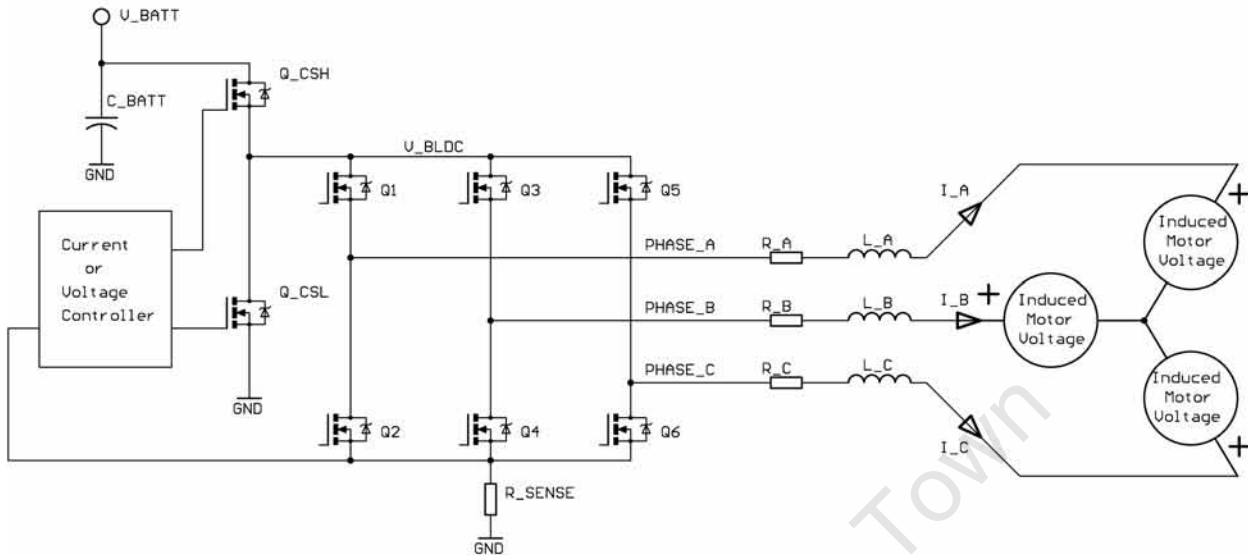 V_BATT
Q_CSH
C_BATT
GND
V_BLDC
Q1
Q3
Q5
Current
or
Voltage
Controller
Q_CSL
GND
PHASE_A
R_A
L_A
I_A
+
Induced
Motor
Voltage
PHASE_B
R_B
L_B
I_B
+
Induced
Motor
Voltage
PHASE_C
R_C
L_C
I_C
Induced
Motor
Voltage
+
Q2
Q4
Q6
R_SENSE
GND
Town